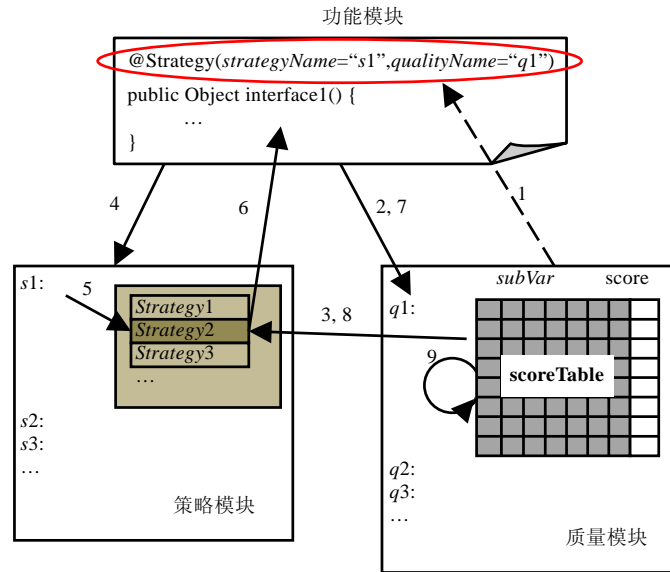 功能模块
@Strategy(strategyName=“s1”,qualityName=“q1”)
public Object interface1() {
…
}
4
6
2, 7
1
s1:
5
Strategy1
Strategy2
Strategy3
…
s2:
s3:
…
策略模块
3, 8
subVar
score
q1:
9
scoreTable
q2:
q3:
…
质量模块